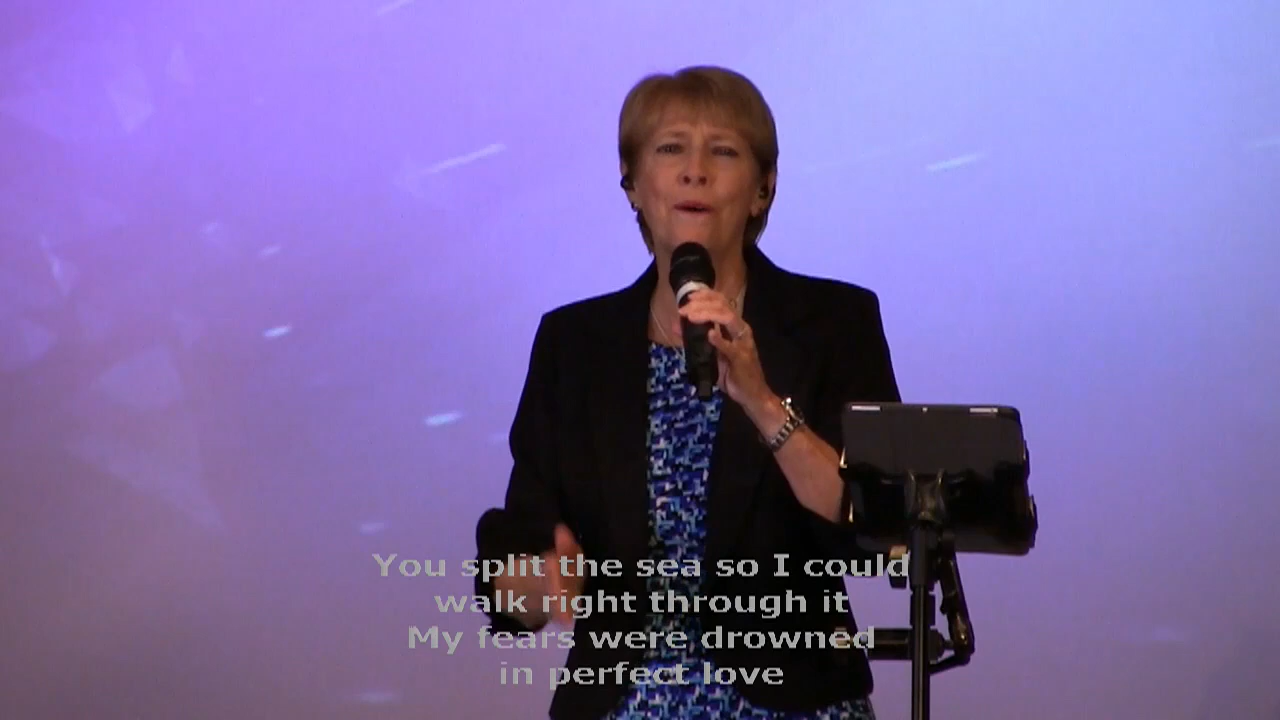 You split the sea so I could
walk right through it
My fears were drowned
in perfect love